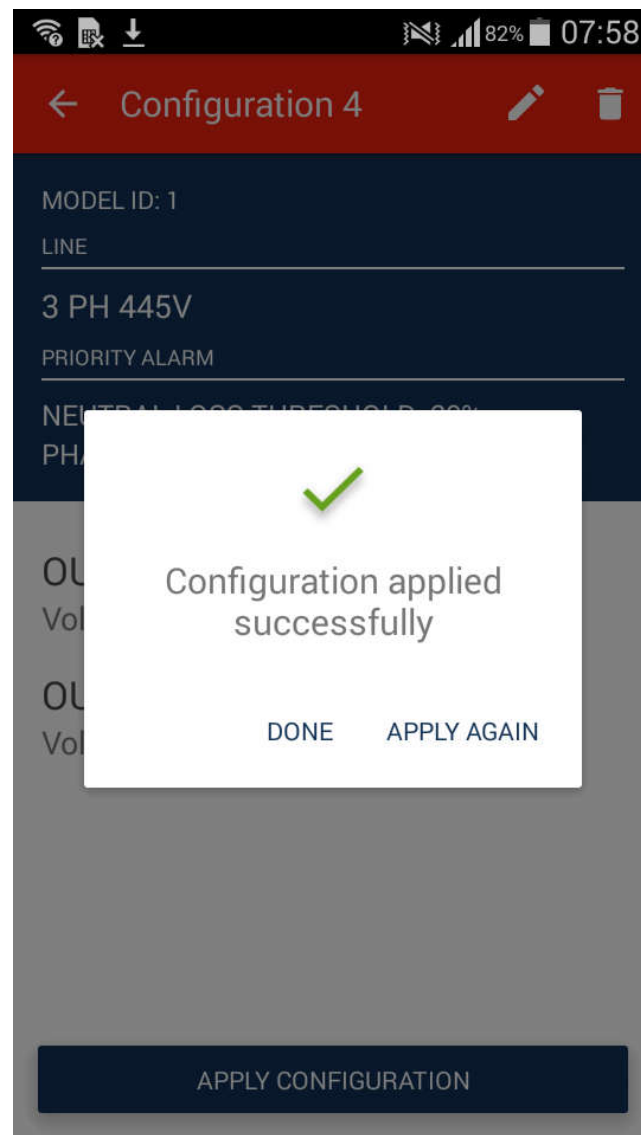 82% 07:58
Configuration 4
MODEL ID: 1
LINE
3 PH 445V
PRIORITY ALARM
Configuration applied
successfully
DONE APPLY AGAIN
APPLY CONFIGURATION